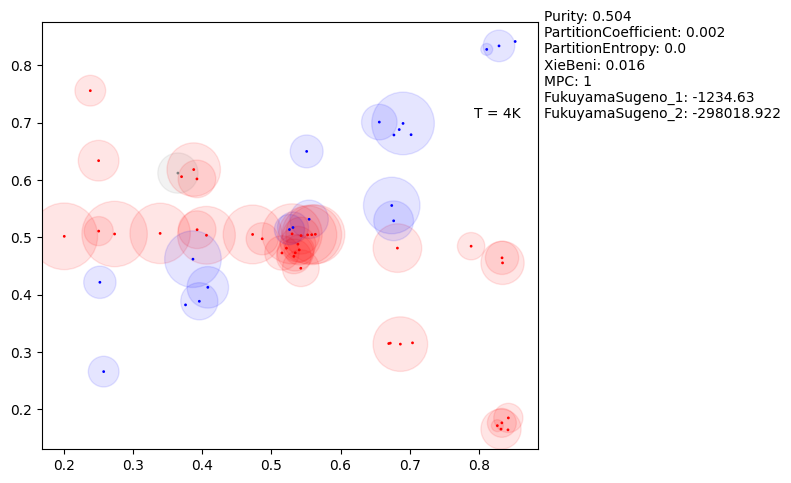 Purity: 0.504
PartitionCoefficient: 0.002
PartitionEntropy: 0.0
XieBeni: 0.016
MPC: 1
FukuyamaSugeno_1: -1234.63
FukuyamaSugeno_2: -298018.922
T = 4K
0.8
0.7
0.6
0.5
0.4
0.3
0.2
0.2 0.3 0.4 0.5 0.6 0.7 0.8